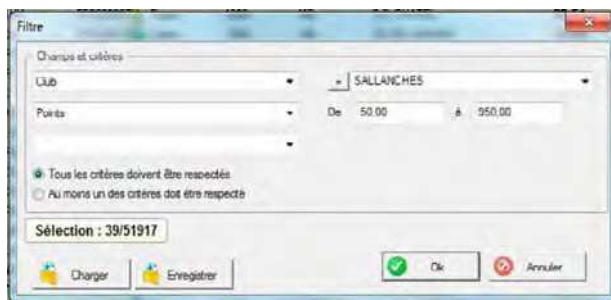 Filtre
Champs et critères
Club SALLANCHES
Points De 50.00 à 950.00
Tous les critères doivent être respectés
Au moins un des critères doit être respecté
Sélection : 39/51917
Charger Enregistrer Ok Annuler